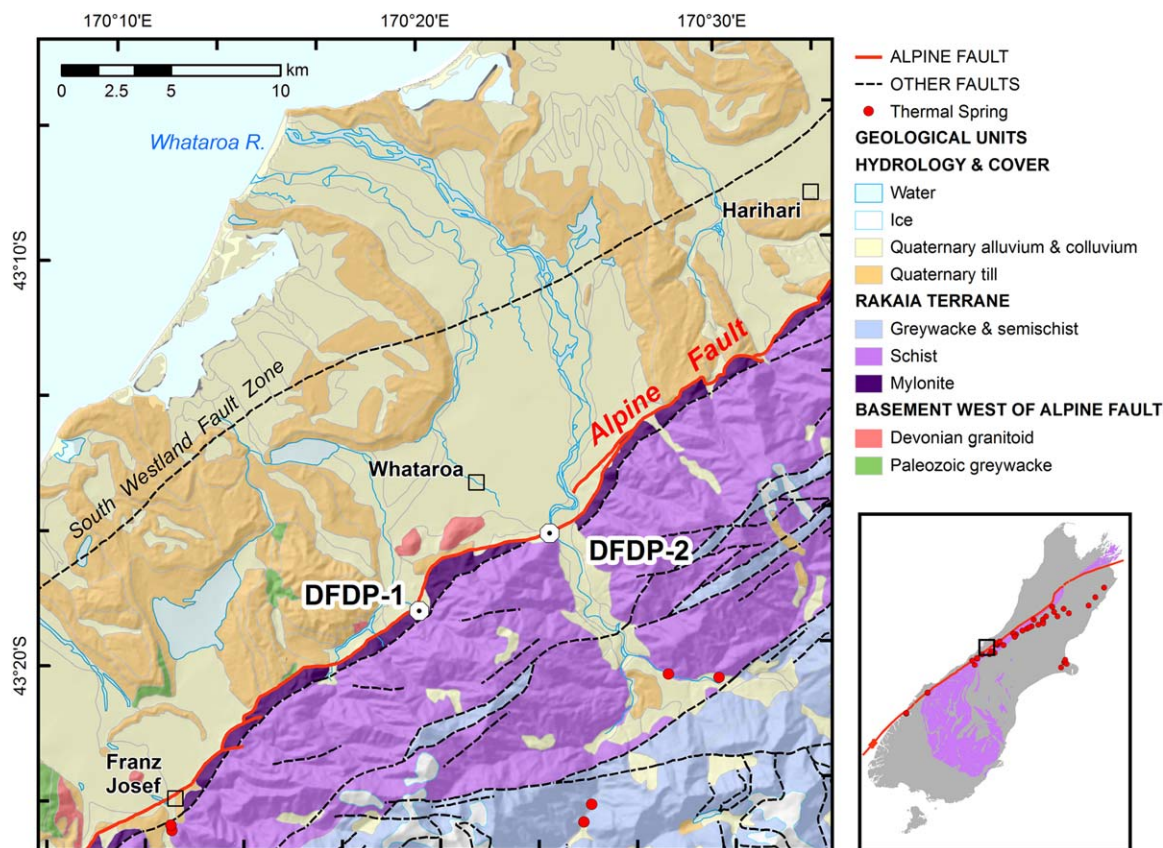 170°10'E
170°20'E
170°30'E
km
0
2.5
5
10
Whataroa R.
Harihari
43°10'S
Alpine Fault
South Westland Fault Zone
Whataroa
DFDP-2
DFDP-1
43°20'S
Franz
Josef
ALPINE FAULT
OTHER FAULTS
Thermal Spring
GEOLOGICAL UNITS
HYDROLOGY & COVER
Water
Ice
Quaternary alluvium & colluvium
Quaternary till
RAKAIA TERRANE
Greywacke & semischist
Schist
Mylonite
BASEMENT WEST OF ALPINE FAULT
Devonian granitoid
Paleozoic greywacke